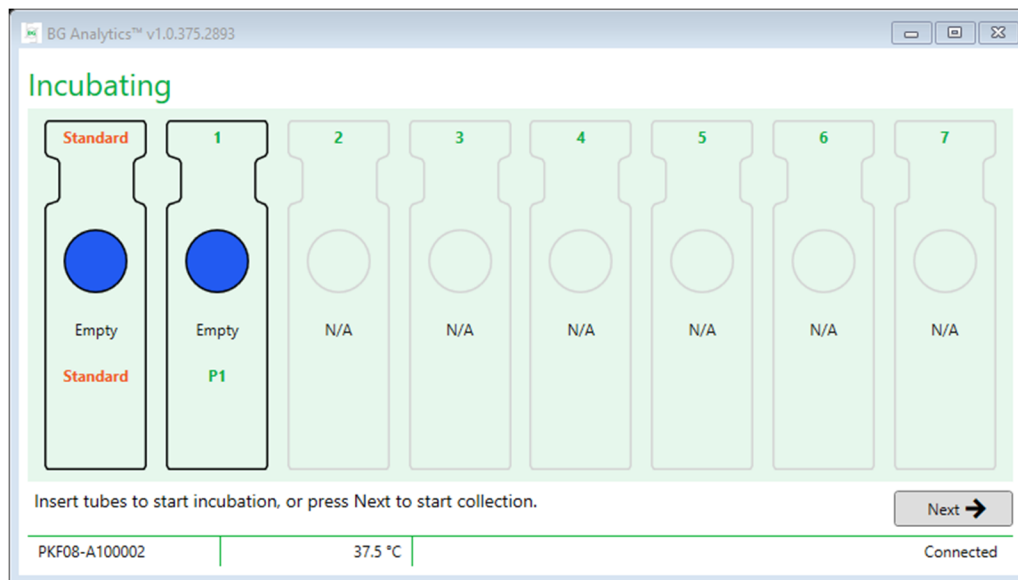 BG Analytics™ v1.0.375.2893
Incubating
Standard 1 2 3 4 5 6 7
Empty Empty N/A N/A N/A N/A N/A N/A
Standard P1
Insert tubes to start incubation, or press Next to start collection.
Next
PKF08-A100002 37.5 °C Connected